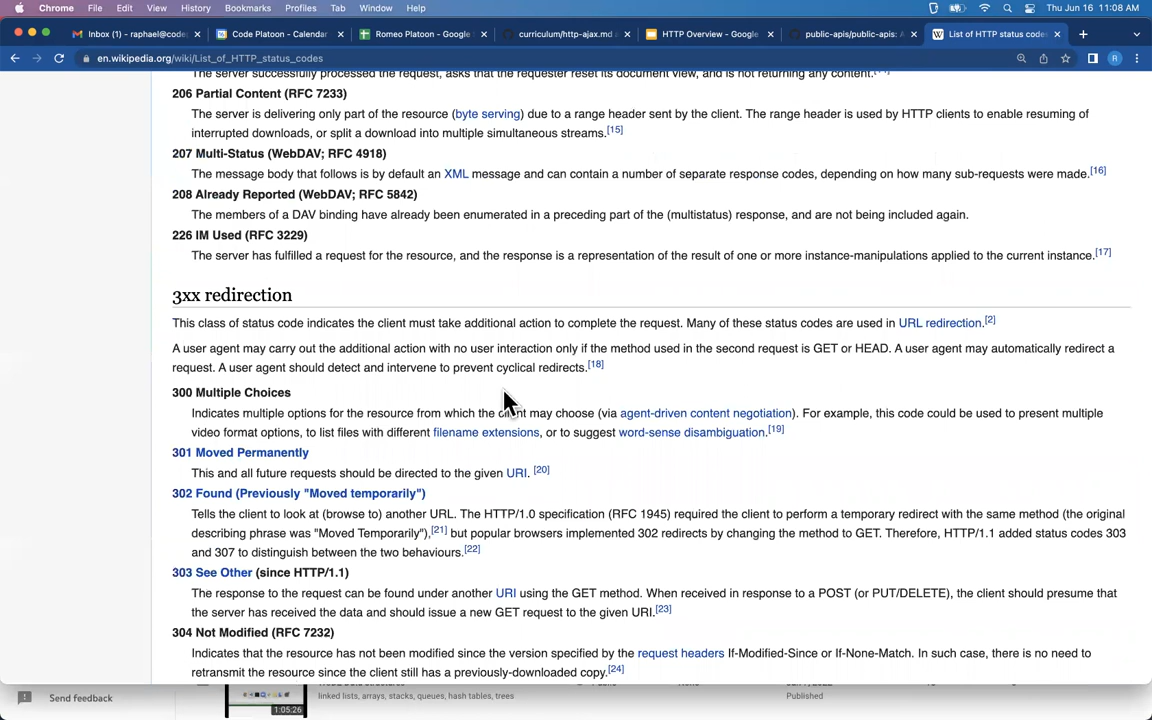 Chrome File Edit View History Bookmarks Profiles Tab Window Help Thu Jun 16 11:08 AM
Inbox (1) - raphael@code Code Platoon - Calendar Romeo Platoon - Google curriculum/http-ajax.md HTTP Overview - Google public-apis/public-apis: A List of HTTP status codes
en.wikipedia.org/wiki/List_of_HTTP_status_codes R
The server successfully processed the request, asks that the requester reset its document view, and is not returning any content.
206 Partial Content (RFC 7233)
The server is delivering only part of the resource (byte serving) due to a range header sent by the client. The range header is used by HTTP clients to enable resuming of
interrupted downloads, or split a download into multiple simultaneous streams.[15]
207 Multi-Status (WebDAV; RFC 4918)
The message body that follows is by default an XML message and can contain a number of separate response codes, depending on how many sub-requests were made.[16]
208 Already Reported (WebDAV; RFC 5842)
The members of a DAV binding have already been enumerated in a preceding part of the (multistatus) response, and are not being included again.
226 IM Used (RFC 3229)
The server has fulfilled a request for the resource, and the response is a representation of the result of one or more instance-manipulations applied to the current instance.[17]
3xx redirection
This class of status code indicates the client must take additional action to complete the request. Many of these status codes are used in URL redirection.[2]
A user agent may carry out the additional action with no user interaction only if the method used in the second request is GET or HEAD. A user agent may automatically redirect a
request. A user agent should detect and intervene to prevent cyclical redirects.[18]
300 Multiple Choices
Indicates multiple options for the resource from which the client may choose (via agent-driven content negotiation). For example, this code could be used to present multiple
video format options, to list files with different filename extensions, or to suggest word-sense disambiguation.[19]
301 Moved Permanently
This and all future requests should be directed to the given URI. [20]
302 Found (Previously "Moved temporarily")
Tells the client to look at (browse to) another URL. The HTTP/1.0 specification (RFC 1945) required the client to perform a temporary redirect with the same method (the original
describing phrase was "Moved Temporarily"),[21] but popular browsers implemented 302 redirects by changing the method to GET. Therefore, HTTP/1.1 added status codes 303
and 307 to distinguish between the two behaviours.[22]
303 See Other (since HTTP/1.1)
The response to the request can be found under another URI using the GET method. When received in response to a POST (or PUT/DELETE), the client should presume that
the server has received the data and should issue a new GET request to the given URI.[23]
304 Not Modified (RFC 7232)
Indicates that the resource has not been modified since the version specified by the request headers If-Modified-Since or If-None-Match. In such case, there is no need to
retransmit the resource since the client still has a previously-downloaded copy.[24]
Send feedback linked lists, arrays, stacks, queues, hash tables, trees Published
1:05:26